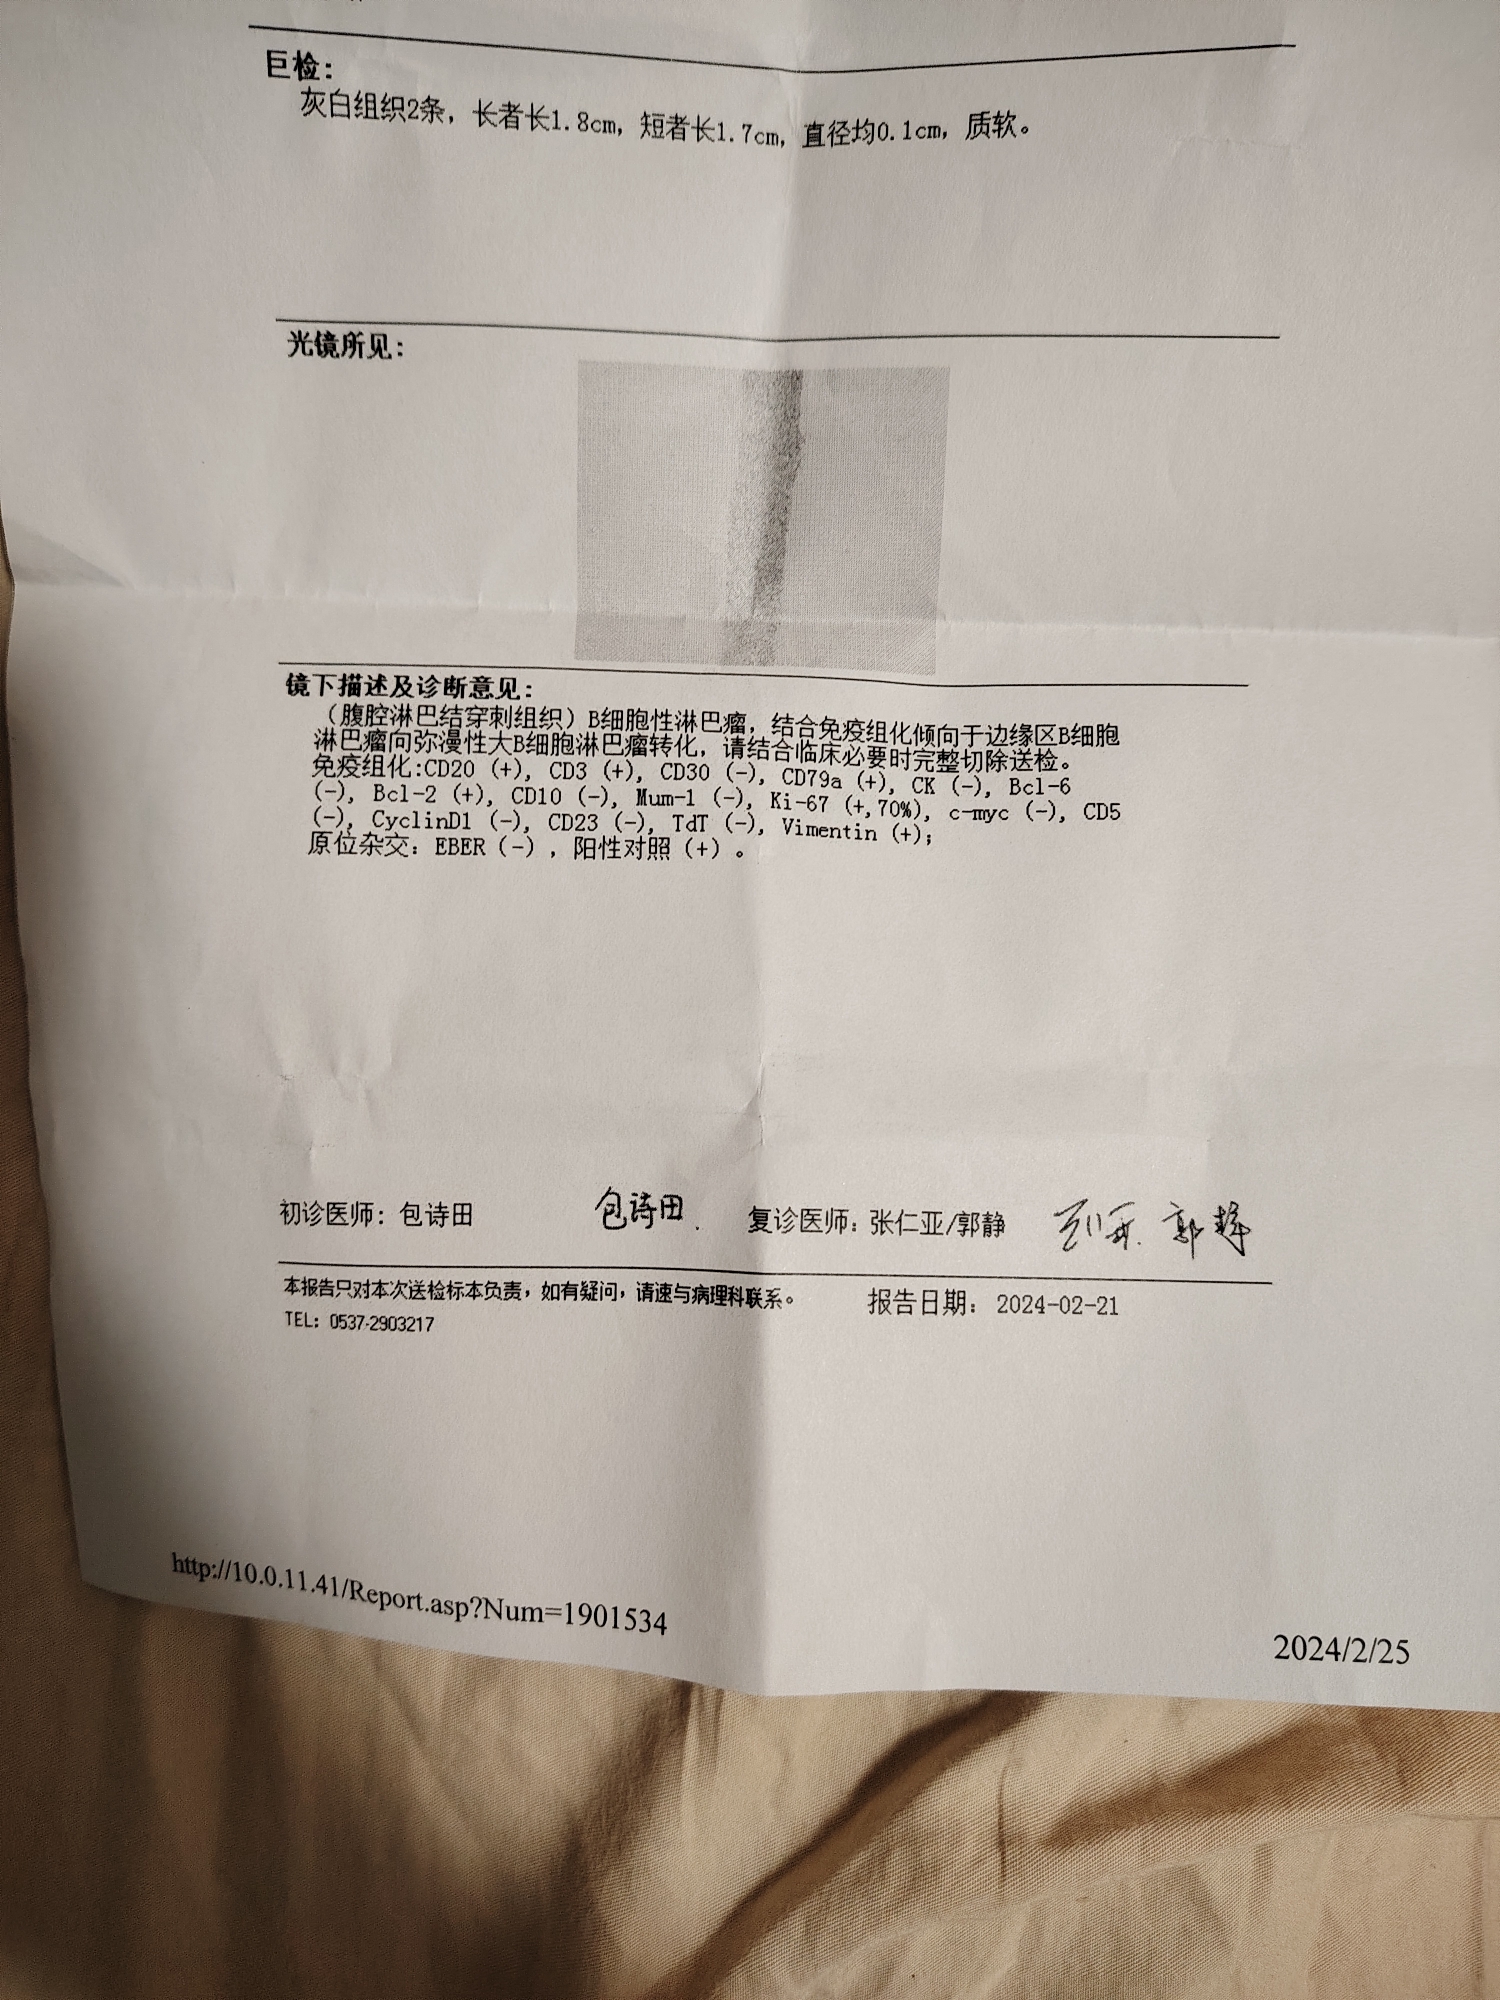 巨检：
灰白组织2条，长者长1.8cm，短者长1.7cm，直径均0.1cm，质软。
光镜所见：
镜下描述及诊断意见：
（腹腔淋巴结穿刺组织）B细胞性淋巴瘤，结合免疫组化倾向于边缘区B细胞
淋巴瘤向弥漫性大B细胞淋巴瘤转化，请结合临床必要时完整切除送检。
免疫组化:CD20（+），CD3（+），CD30（-），CD79a（+），CK（-），Bcl-6
（-），Bcl-2（+），CD10（-），Mum-1（-），Ki-67（+,70%），c-myc（-），CD5
（-），CyclinD1（-），CD23（-），TdT（-），Vimentin（+）；
原位杂交：EBER（-），阳性对照（+）。
初诊医师：包诗田 包诗田. 复诊医师：张仁亚/郭静 郭静
本报告只对本次送检标本负责，如有疑问，请速与病理科联系。 报告日期：2024-02-21
TEL：0537-2903217
http://10.0.11.41/Report.asp?Num=1901534
2024/2/25